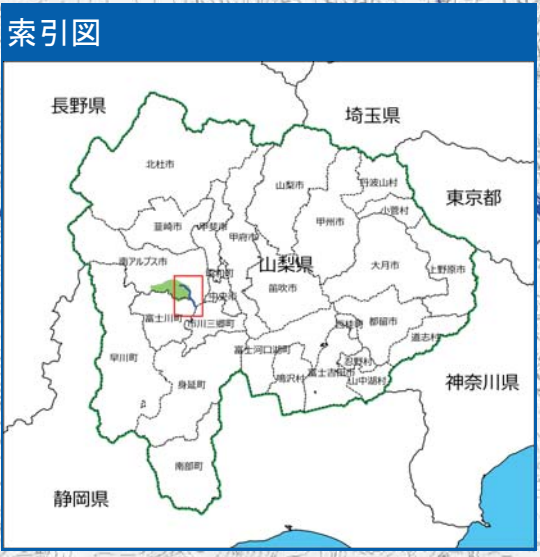 索引図
長野県
埼玉県
北杜市
山梨市
丹波山村
東京都
小菅村
韮崎市
甲斐市
甲府市
甲州市
南アルプス市
山梨県
大月市
上野原市
昭和町
笛吹市
中央市
富士川町
市川三郷町
西桂町
都留市
道志村
早川町
富士河口湖町
忍野村
鳴沢村
富士吉田市
山中湖村
神奈川県
身延町
南部町
静岡県